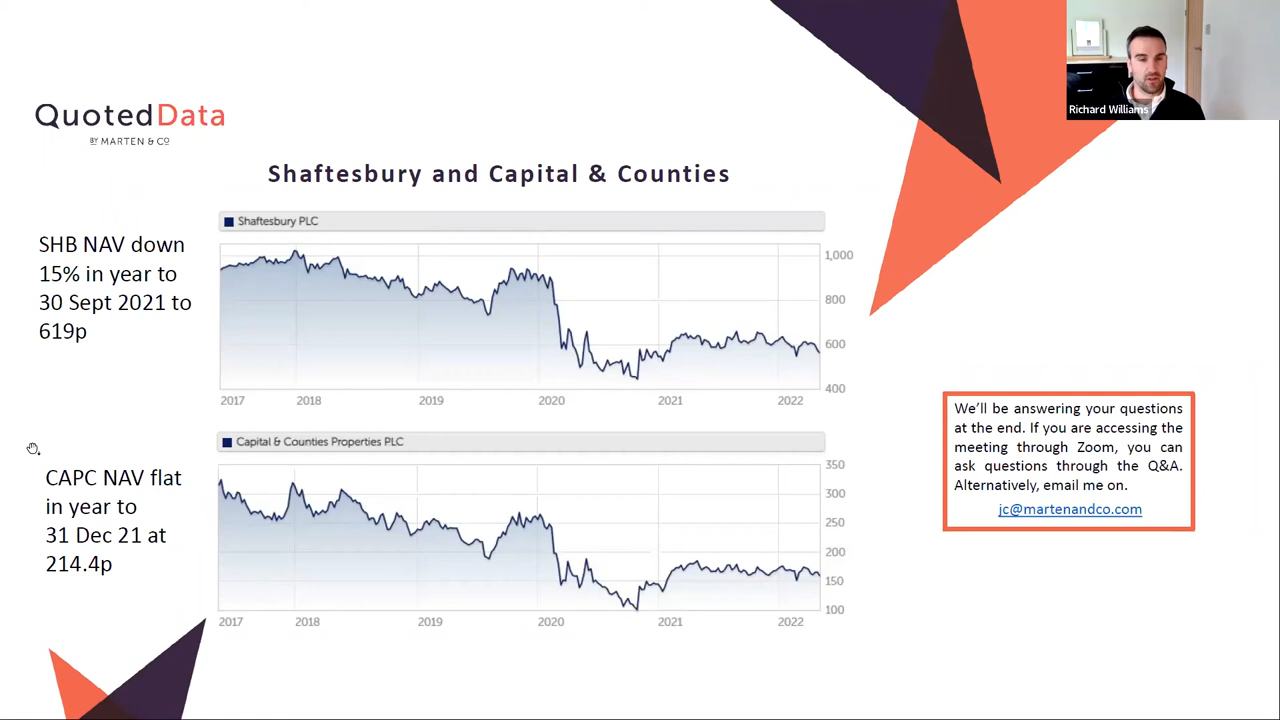 Richard Williams
QuotedData
BY MARTEN & CO
Shaftesbury and Capital & Counties
SHB NAV down
15% in year to
30 Sept 2021 to
619p
Shaftesbury PLC
1,000
800
600
400
2017 2018 2019 2020 2021 2022
CAPC NAV flat
in year to
31 Dec 21 at
214.4p
Capital & Counties Properties PLC
350
300
250
200
150
100
2017 2018 2019 2020 2021 2022
We’ll be answering your questions
at the end. If you are accessing the
meeting through Zoom, you can
ask questions through the Q&A.
Alternatively, email me on.
jc@martenandco.com